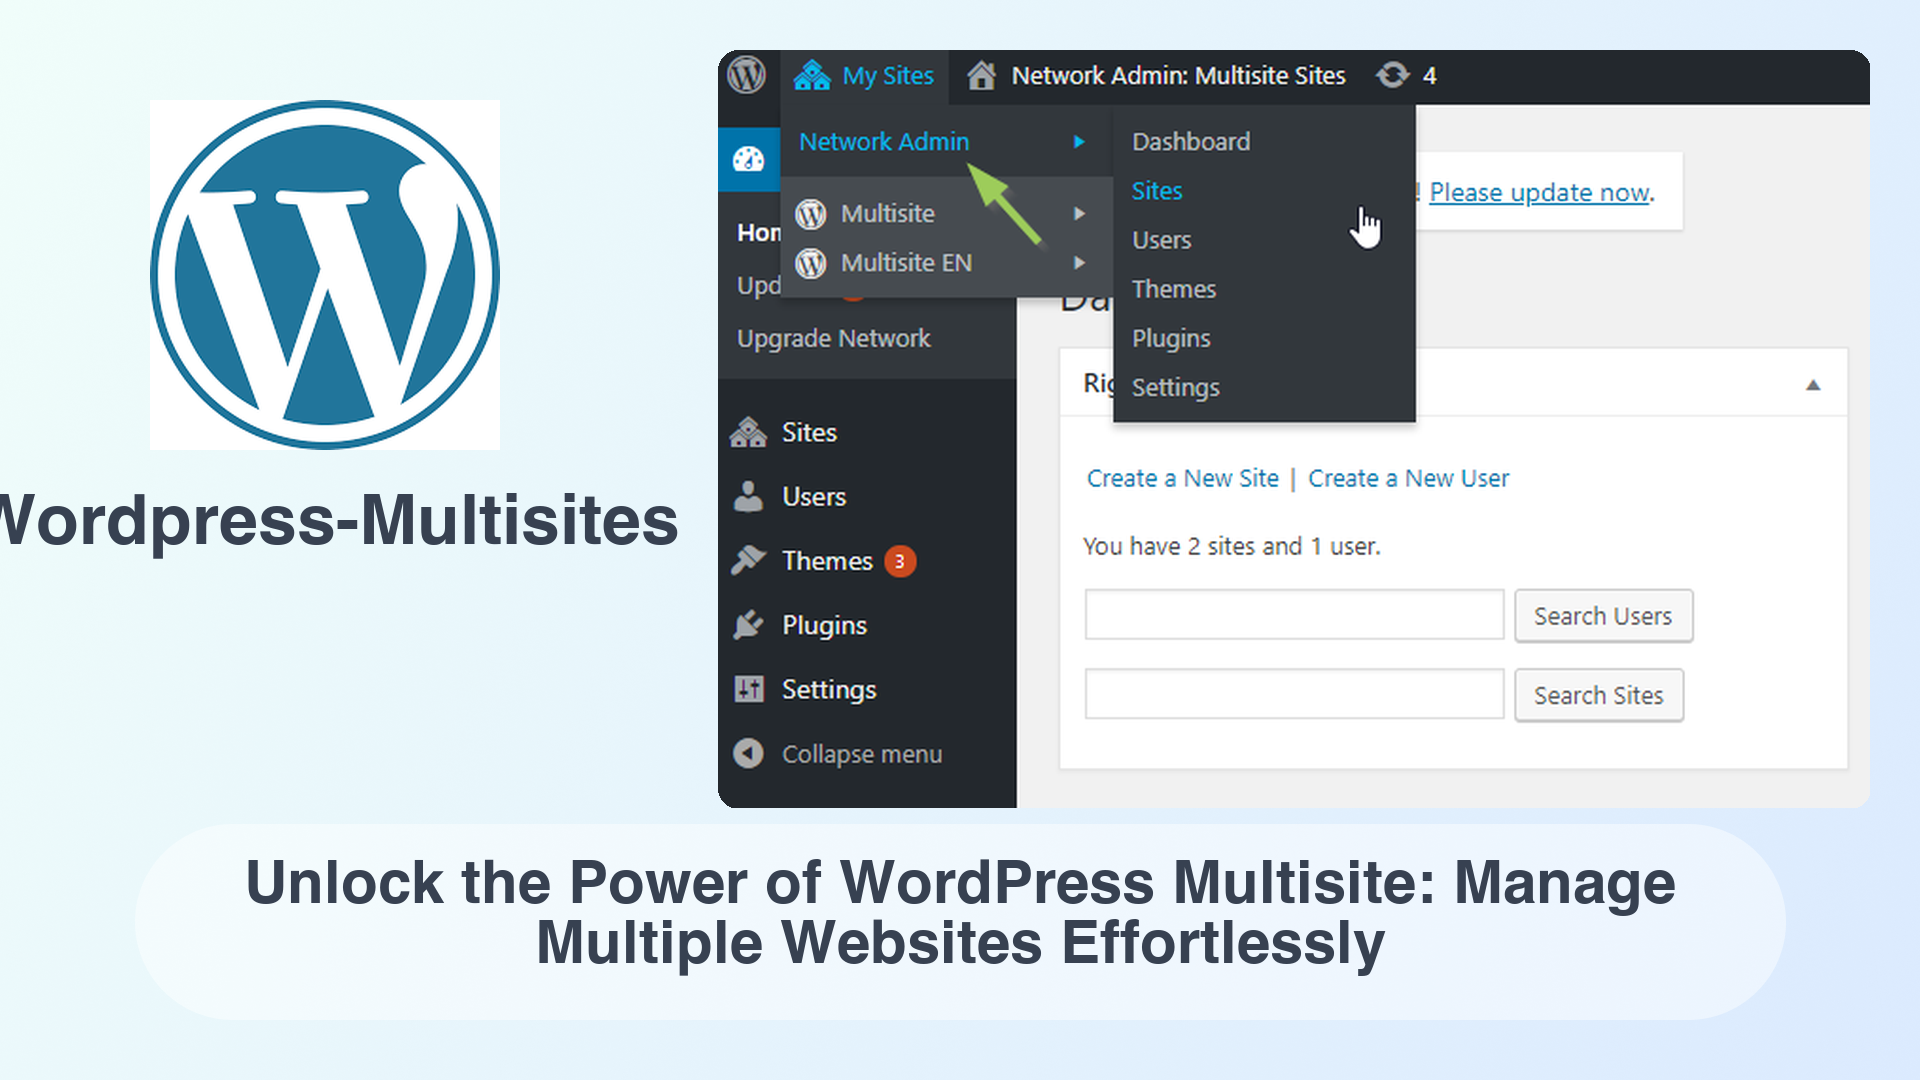 Wordpress-Multisites
My Sites
Network Admin: Multisite Sites
4
Network Admin
Multisite
Multisite EN
Dashboard
Sites
Users
Themes
Plugins
Settings
! Please update now.
Upgrade Network
Sites
Users
Themes 3
Plugins
Settings
Collapse menu
Create a New Site | Create a New User
You have 2 sites and 1 user.
Search Users
Search Sites
Unlock the Power of WordPress Multisite: Manage
Multiple Websites Effortlessly